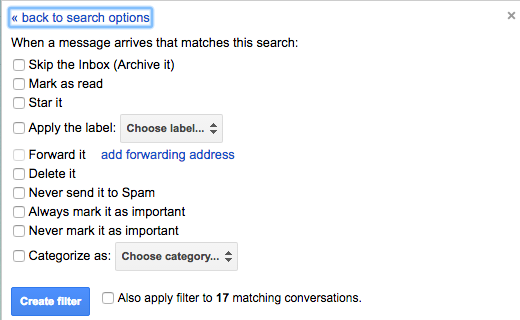 « back to search options
×
When a message arrives that matches this search:
Skip the Inbox (Archive it)
Mark as read
Star it
Apply the label: Choose label...
Forward it add forwarding address
Delete it
Never send it to Spam
Always mark it as important
Never mark it as important
Categorize as: Choose category...
Create filter Also apply filter to 17 matching conversations.